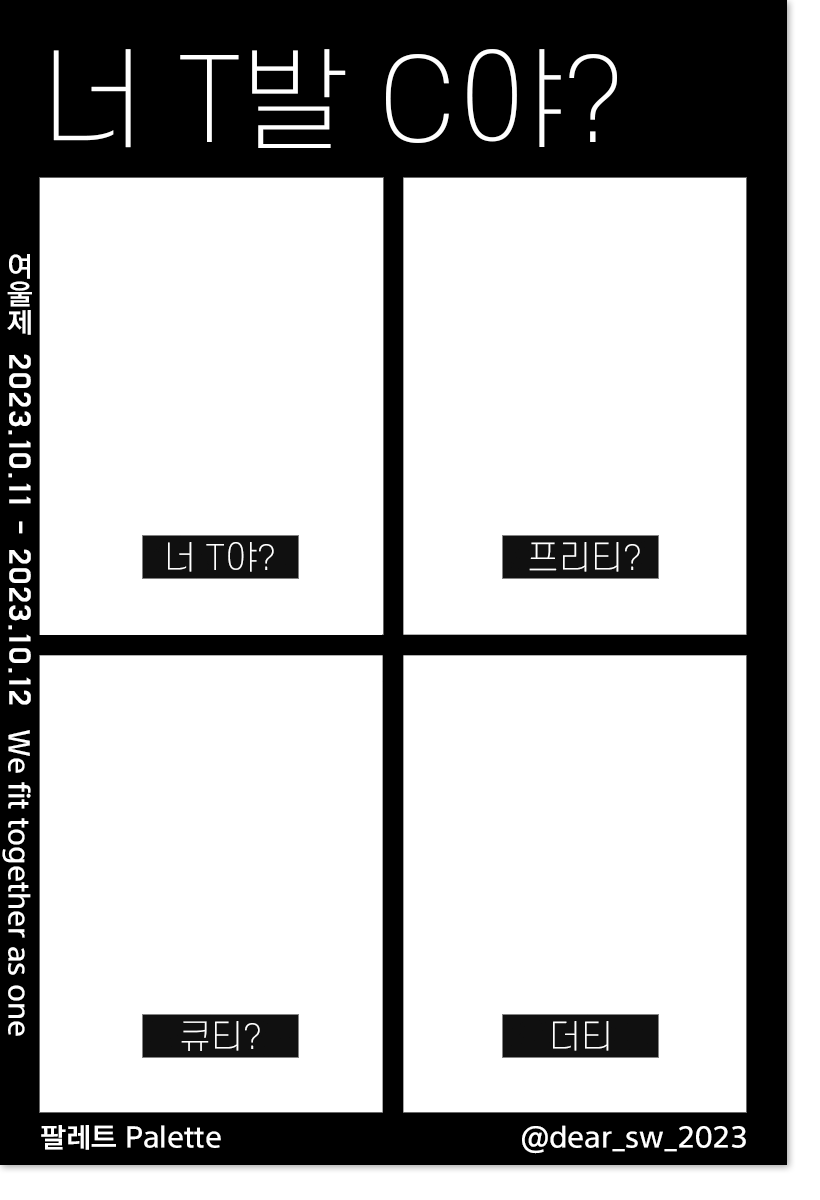 너 T발 C야?
너 T야?
프리티?
큐티?
더티
어울제 2023.10.11 - 2023.10.12 We fit together as one
팔레트 Palette
@dear_sw_2023